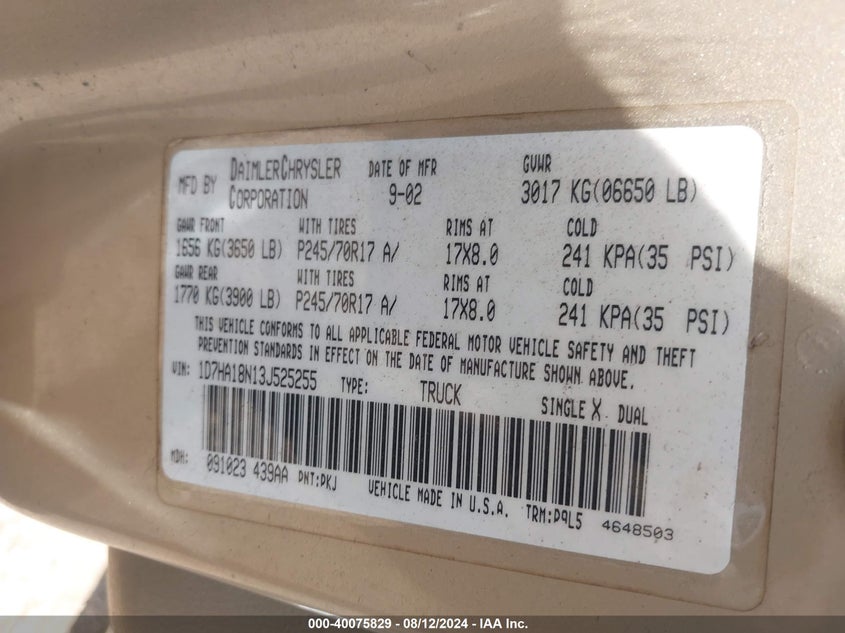 MFD BY DAIMLERCHRYSLER CORPORATION DATE OF MFR 9-02 GVWR 3017 KG(06650 LB)
GAWR FRONT WITH TIRES RIMS AT COLD
1656 KG(3650 LB) P245/70R17 A/ 17X8.0 241 KPA(35 PSI)
GAWR REAR WITH TIRES RIMS AT COLD
1770 KG(3900 LB) P245/70R17 A/ 17X8.0 241 KPA(35 PSI)
THIS VEHICLE CONFORMS TO ALL APPLICABLE FEDERAL MOTOR VEHICLE SAFETY AND THEFT
PREVENTION STANDARDS IN EFFECT ON THE DATE OF MANUFACTURE SHOWN ABOVE.
VIN: 1D7HA18N13J525255 TYPE: TRUCK SINGLE X DUAL
MDH: 091023 439AA PNT:PKJ VEHICLE MADE IN U.S.A. TRM:D9L5 4648503
000-40075829 - 08/12/2024 - IAA Inc.